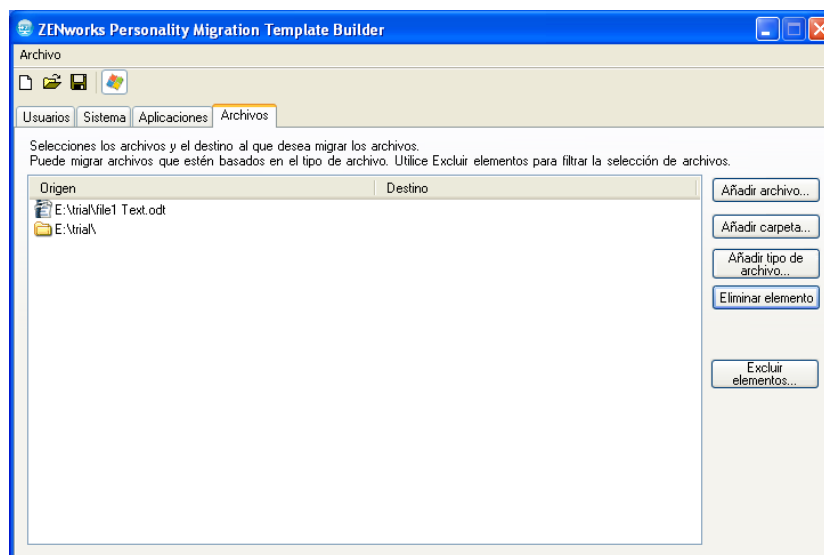 ZENworks Personality Migration Template Builder
Archivo
Usuarios Sistema Aplicaciones Archivos
Selecciones los archivos y el destino al que desea migrar los archivos.
Puede migrar archivos que estén basados en el tipo de archivo. Utilice Excluir elementos para filtrar la selección de archivos.
Origen Destino
E:\trial\file1 Text.odt
E:\trial\
Añadir archivo...
Añadir carpeta...
Añadir tipo de
archivo...
Eliminar elemento
Excluir
elementos...